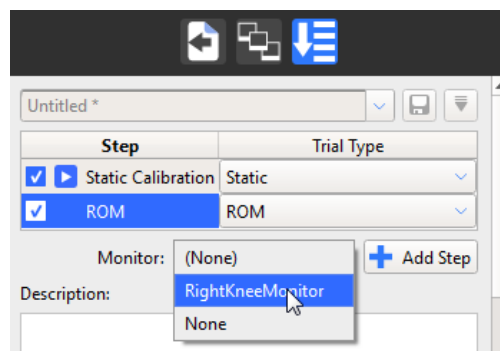 Untitled *
Step Trial Type
Static Calibration Static
ROM ROM
Monitor: (None) Add Step
Description: RightKneeMonitor
None